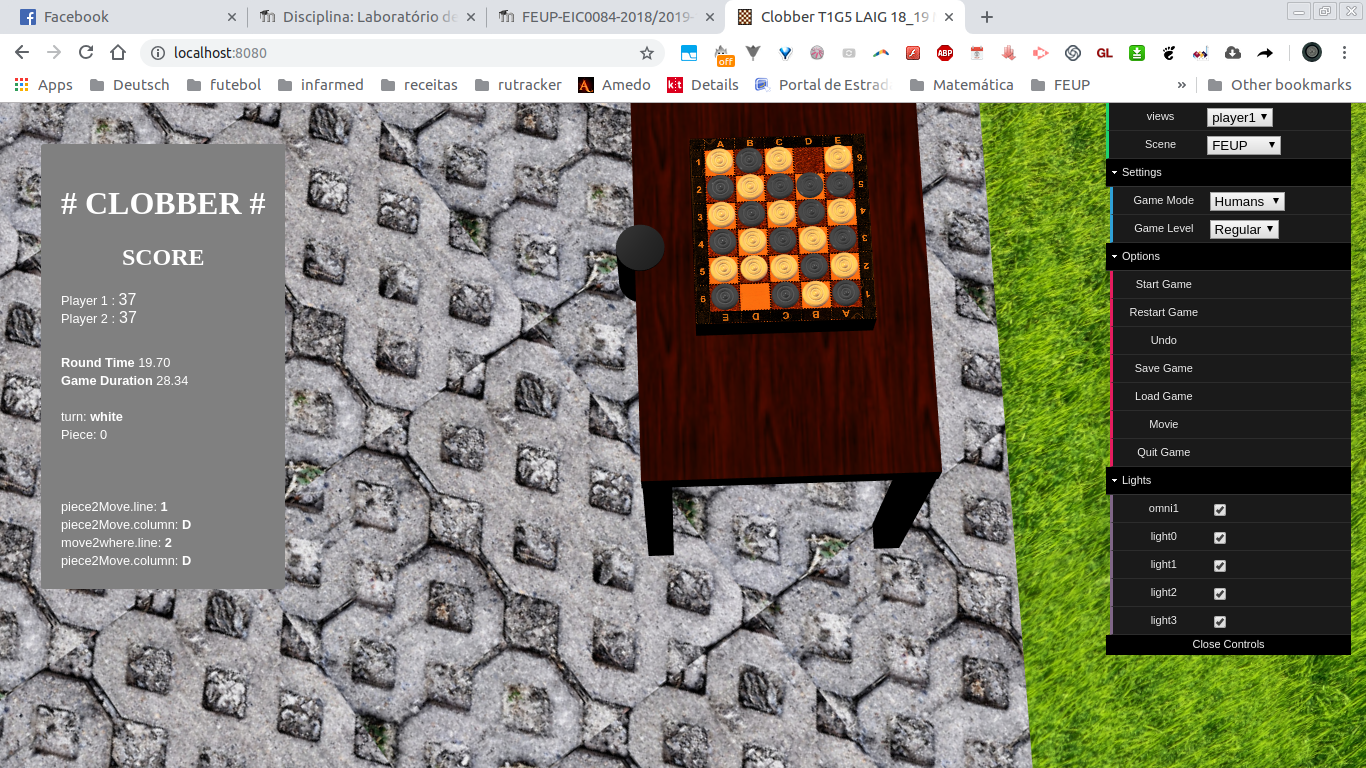 Facebook
Disciplina: Laboratório de
FEUP-EIC0084-2018/2019-
Clobber T1G5 LAIG 18_19
localhost:8080
off
ABP
GL
Apps
Deutsch
futebol
infarmed
receitas
rutracker
Amedo
Details
Portal de Estrad
Matemática
FEUP
»
Other bookmarks
# CLOBBER #
SCORE
Player 1 : 37
Player 2 : 37
Round Time 19.70
Game Duration 28.34
turn: white
Piece: 0
piece2Move.line: 1
piece2Move.column: D
move2where.line: 2
piece2Move.column: D
A B C D E
1 6
2 5
3 4
4 3
5 2
6 1
E D C B A
views player1
Scene FEUP
Settings
Game Mode Humans
Game Level Regular
Options
Start Game
Restart Game
Undo
Save Game
Load Game
Movie
Quit Game
Lights
omni1
light0
light1
light2
light3
Close Controls